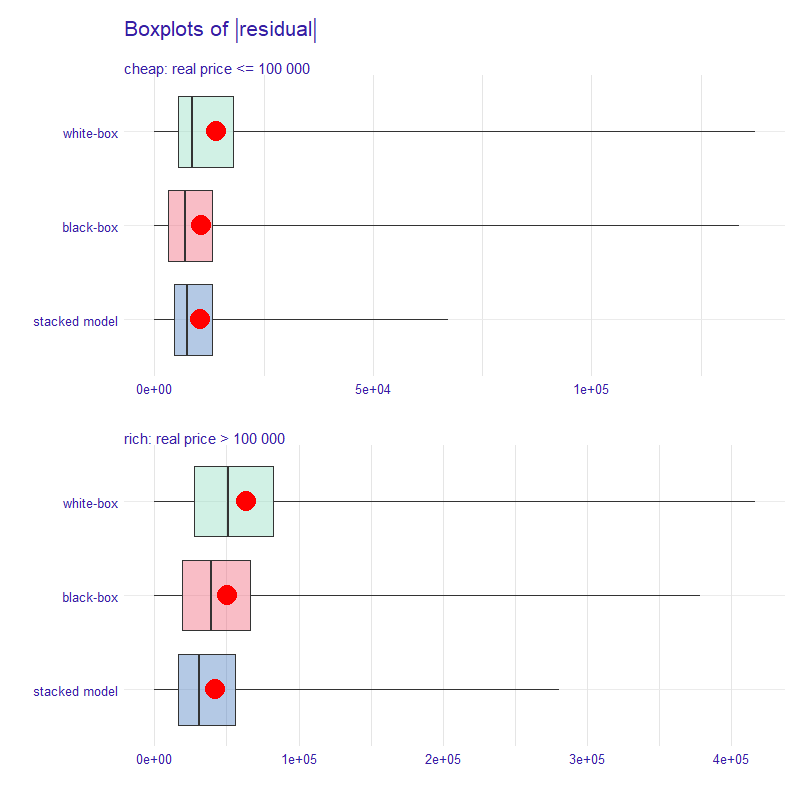 Boxplots of |residual|
cheap: real price <= 100 000
white-box
black-box
stacked model
0e+00 5e+04 1e+05
rich: real price > 100 000
white-box
black-box
stacked model
0e+00 1e+05 2e+05 3e+05 4e+05